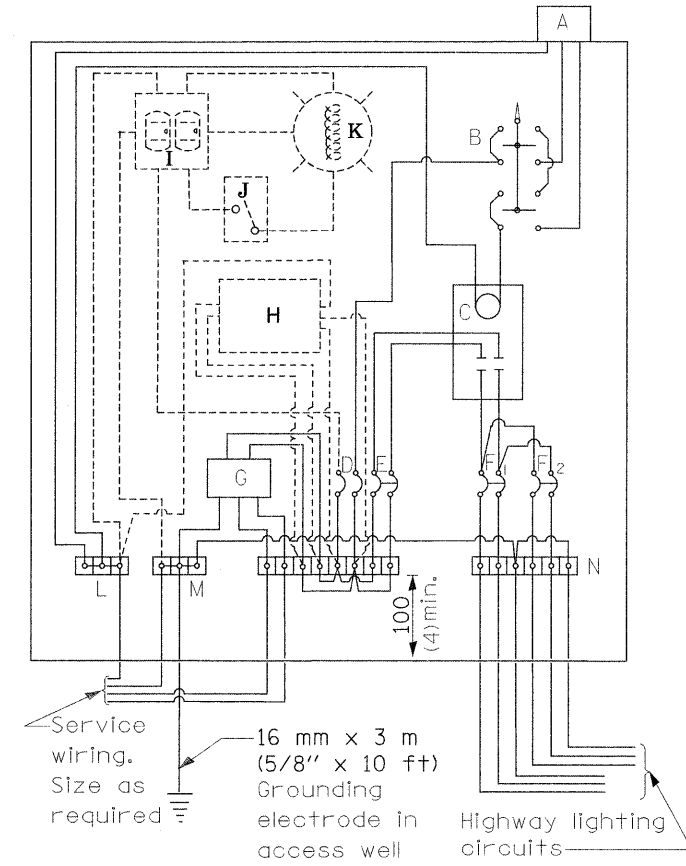 A
B
K
I
J
H
C
D
E
F1
F2
G
L
M
N
100
(4)min.
Service
wiring.
Size as
required
16 mm x 3 m
(5/8" x 10 ft)
Grounding
electrode in
access well
Highway lighting
circuits